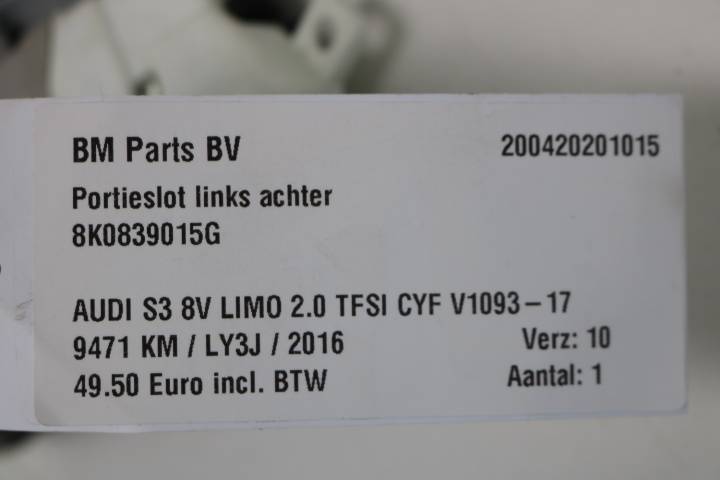 BM Parts BV 200420201015
Portieslot links achter
8K0839015G
AUDI S3 8V LIMO 2.0 TFSI CYF V1093-17
9471 KM / LY3J / 2016 Verz: 10
49.50 Euro incl. BTW Aantal: 1